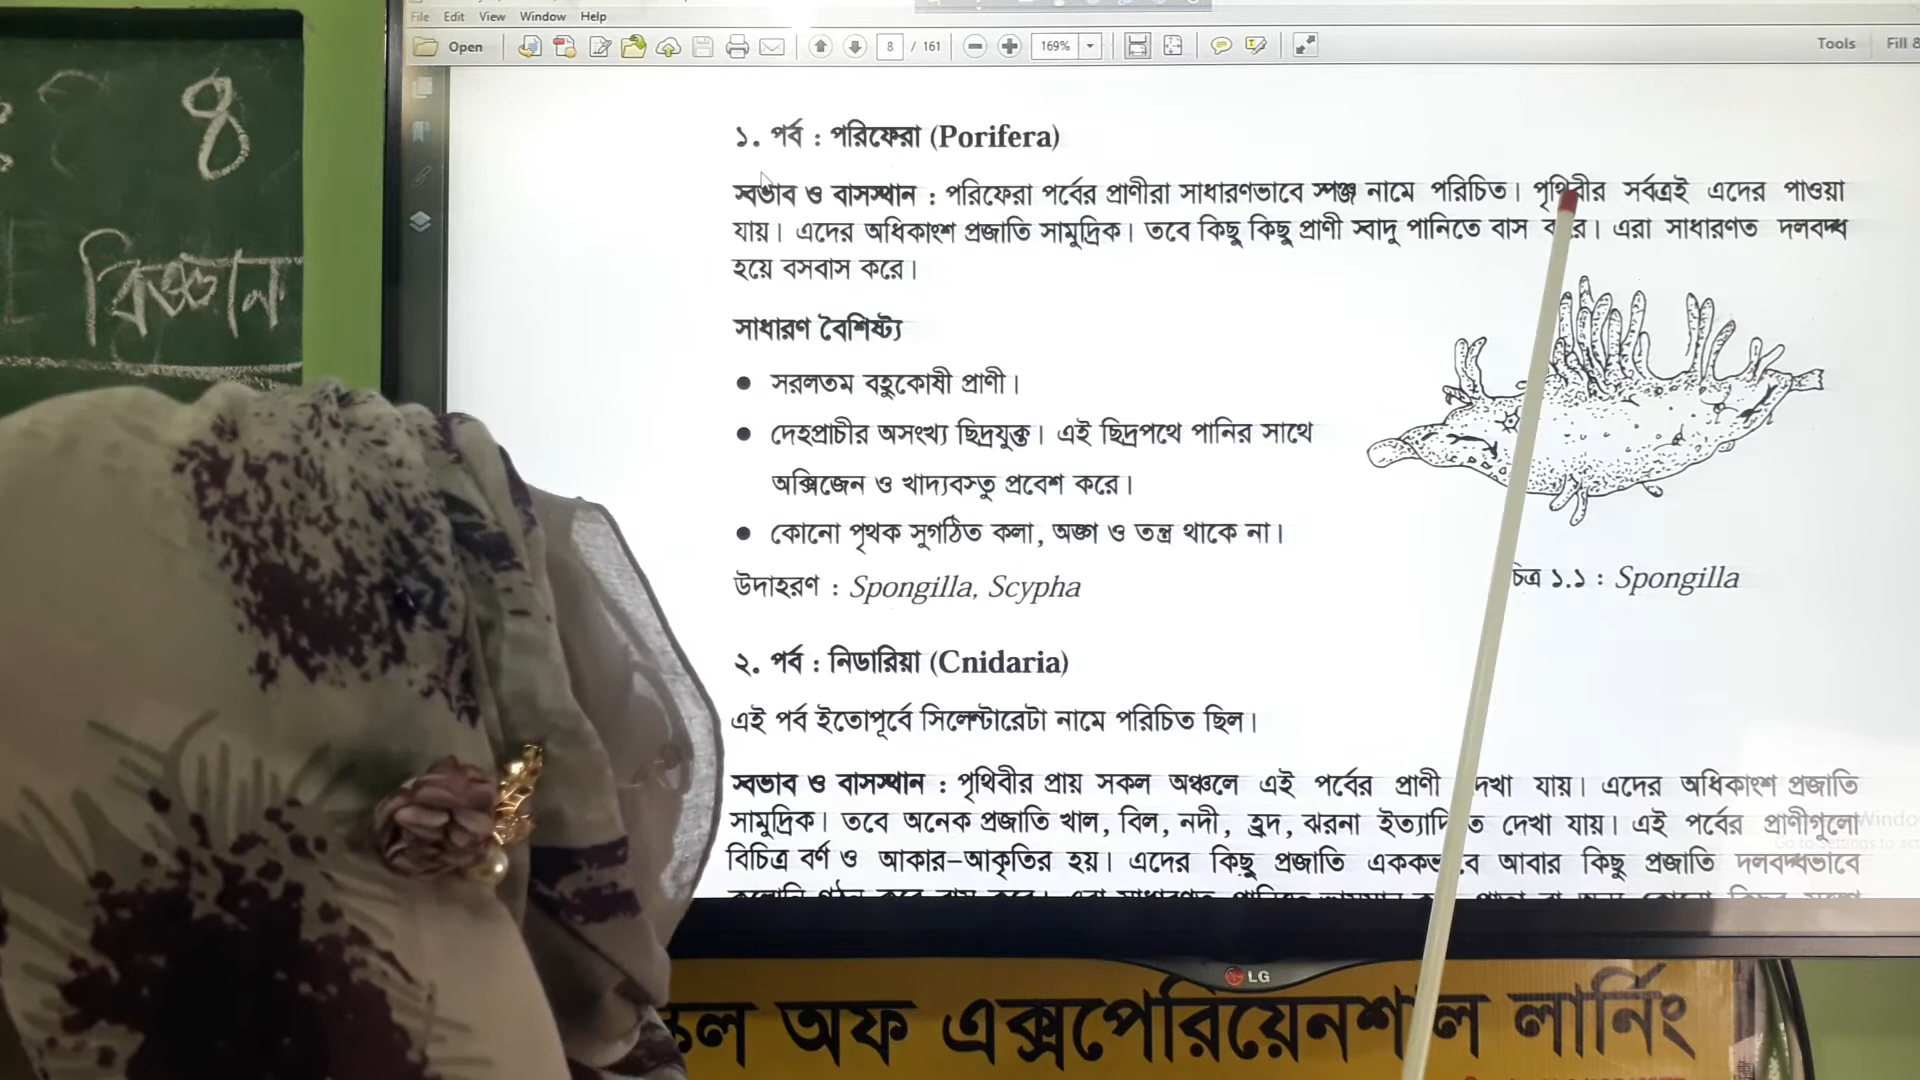 File Edit View Window Help
Open 8 / 161 169% Tools Fill &
৪
বিজ্ঞান
১. পর্ব : পরিফেরা (Porifera)
স্বভাব ও বাসস্থান : পরিফেরা পর্বের প্রাণীরা সাধারণভাবে স্পঞ্জ নামে পরিচিত। পৃথিবীর সর্বত্রই এদের পাওয়া
যায়। এদের অধিকাংশ প্রজাতি সামুদ্রিক। তবে কিছু কিছু প্রাণী স্বাদু পানিতে বাস করে। এরা সাধারণত দলবদ্ধ
হয়ে বসবাস করে।
সাধারণ বৈশিষ্ট্য
● সরলতম বহুকোষী প্রাণী।
● দেহপ্রাচীর অসংখ্য ছিদ্রযুক্ত। এই ছিদ্রপথে পানির সাথে
অক্সিজেন ও খাদ্যবস্তু প্রবেশ করে।
● কোনো পৃথক সুগঠিত কলা, অঙ্গ ও তন্ত্র থাকে না।
উদাহরণ : Spongilla, Scypha
চিত্র ১.১ : Spongilla
২. পর্ব : নিডারিয়া (Cnidaria)
এই পর্ব ইতোপূর্বে সিলেন্টারেটা নামে পরিচিত ছিল।
স্বভাব ও বাসস্থান : পৃথিবীর প্রায় সকল অঞ্চলে এই পর্বের প্রাণী দেখা যায়। এদের অধিকাংশ প্রজাতি
সামুদ্রিক। তবে অনেক প্রজাতি খাল, বিল, নদী, হ্রদ, ঝরনা ইত্যাদিতে দেখা যায়। এই পর্বের প্রাণীগুলো
বিচিত্র বর্ণ ও আকার-আকৃতির হয়। এদের কিছু প্রজাতি এককভাবে আবার কিছু প্রজাতি দলবদ্ধভাবে
LG
অফ এক্সপেরিয়েনশাল লার্নিং